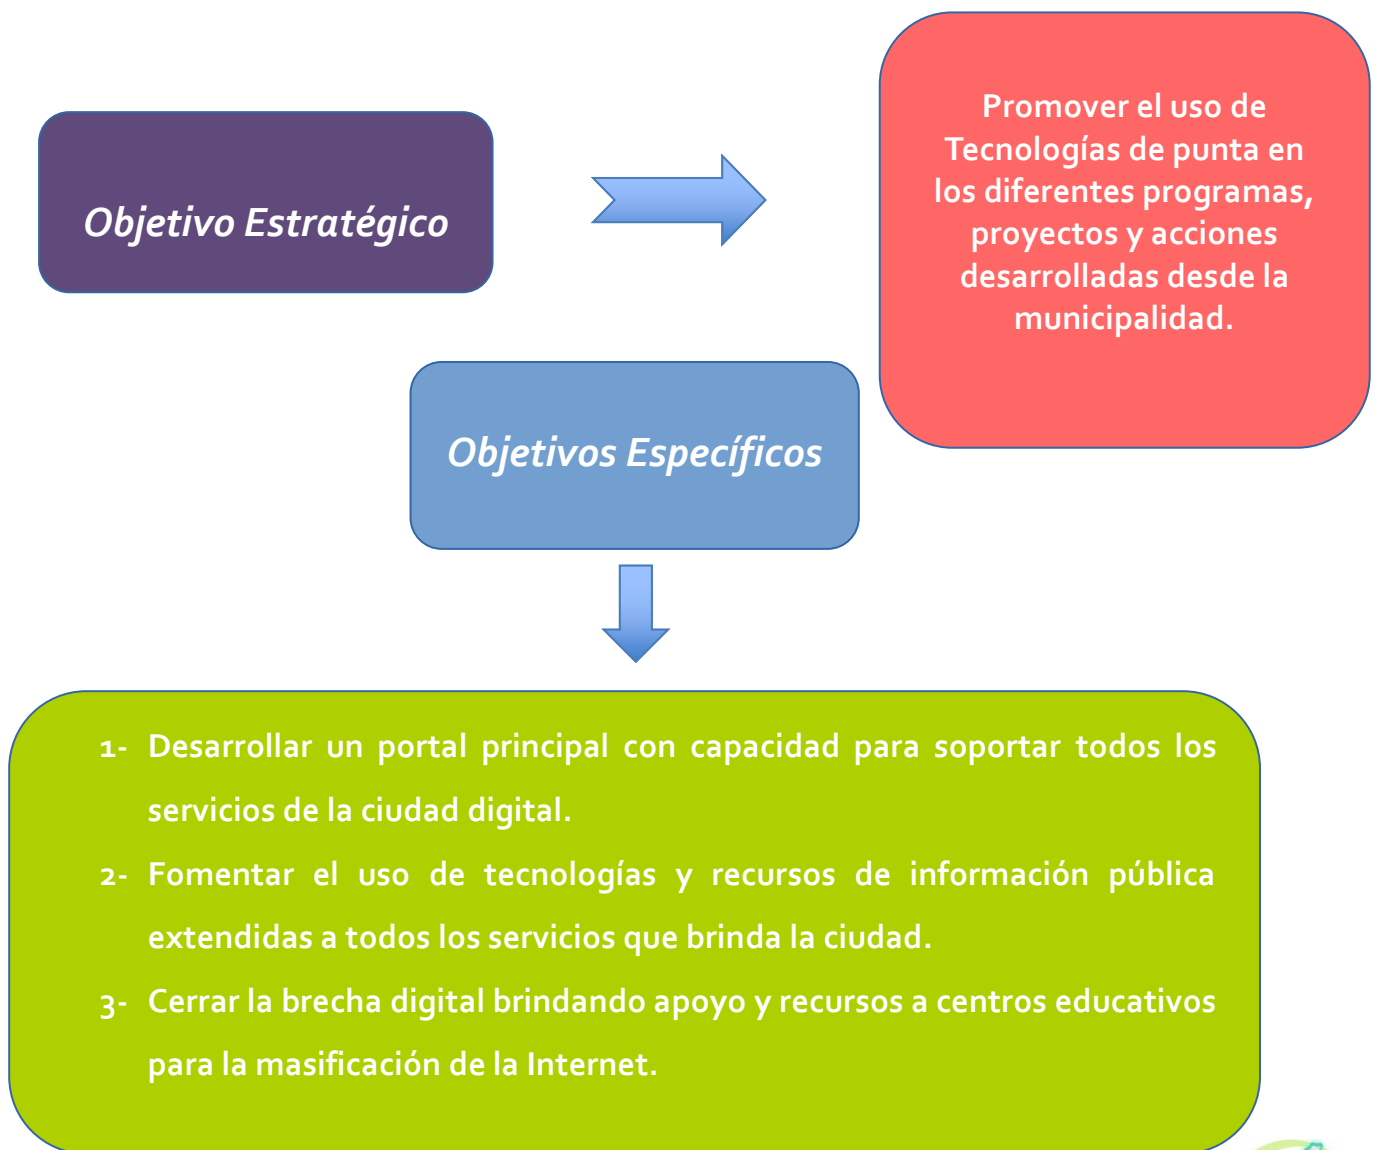 Objetivo Estratégico
Promover el uso de
Tecnologías de punta en
los diferentes programas,
proyectos y acciones
desarrolladas desde la
municipalidad.
Objetivos Específicos
1- Desarrollar un portal principal con capacidad para soportar todos los
servicios de la ciudad digital.
2- Fomentar el uso de tecnologías y recursos de información pública
extendidas a todos los servicios que brinda la ciudad.
3- Cerrar la brecha digital brindando apoyo y recursos a centros educativos
para la masificación de la Internet.